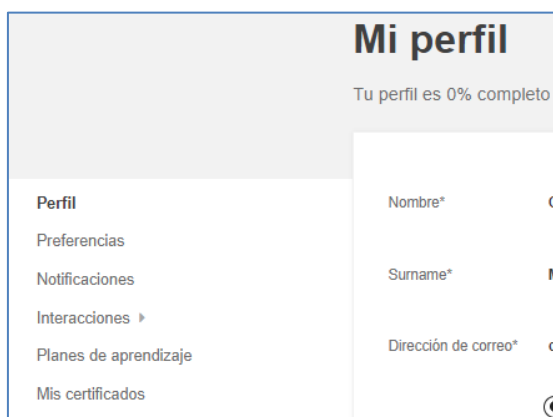 Mi perfil
Tu perfil es 0% completo
Perfil
Preferencias
Notificaciones
Interacciones
Planes de aprendizaje
Mis certificados
Nombre*
Surname*
Dirección de correo*